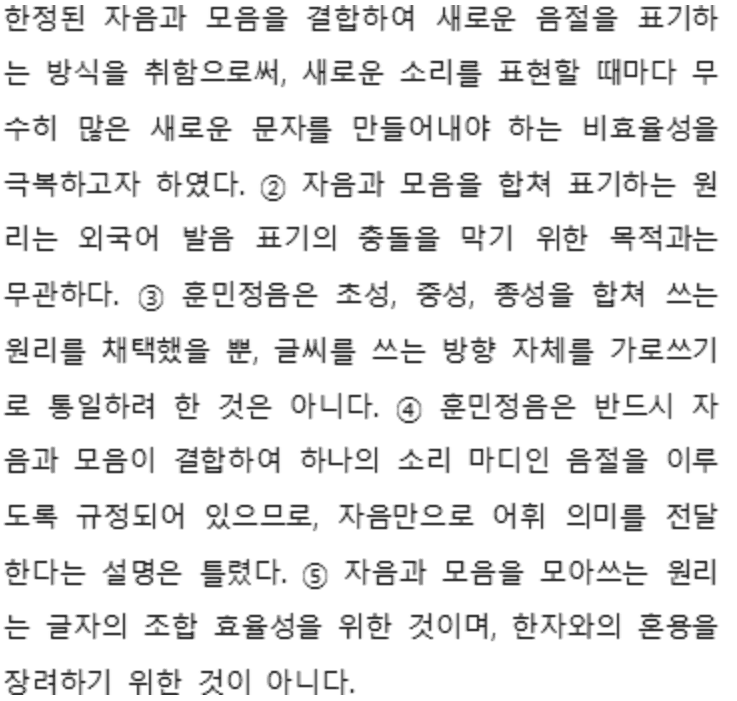 한정된 자음과 모음을 결합하여 새로운 음절을 표기하
는 방식을 취함으로써, 새로운 소리를 표현할 때마다 무
수히 많은 새로운 문자를 만들어내야 하는 비효율성을
극복하고자 하였다. ② 자음과 모음을 합쳐 표기하는 원
리는 외국어 발음 표기의 충돌을 막기 위한 목적과는
무관하다. ③ 훈민정음은 초성, 중성, 종성을 합쳐 쓰는
원리를 채택했을 뿐, 글씨를 쓰는 방향 자체를 가로쓰기
로 통일하려 한 것은 아니다. ④ 훈민정음은 반드시 자
음과 모음이 결합하여 하나의 소리 마디인 음절을 이루
도록 규정되어 있으므로, 자음만으로 어휘 의미를 전달
한다는 설명은 틀렸다. ⑤ 자음과 모음을 모아쓰는 원리
는 글자의 조합 효율성을 위한 것이며, 한자와의 혼용을
장려하기 위한 것이 아니다.